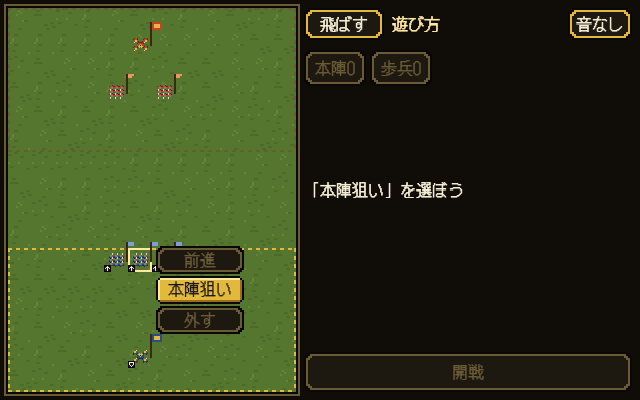 飛ばす 遊び方 音なし
本陣0 歩兵0
「本陣狙い」を選ぼう
前進
本陣狙い
外す
開戦